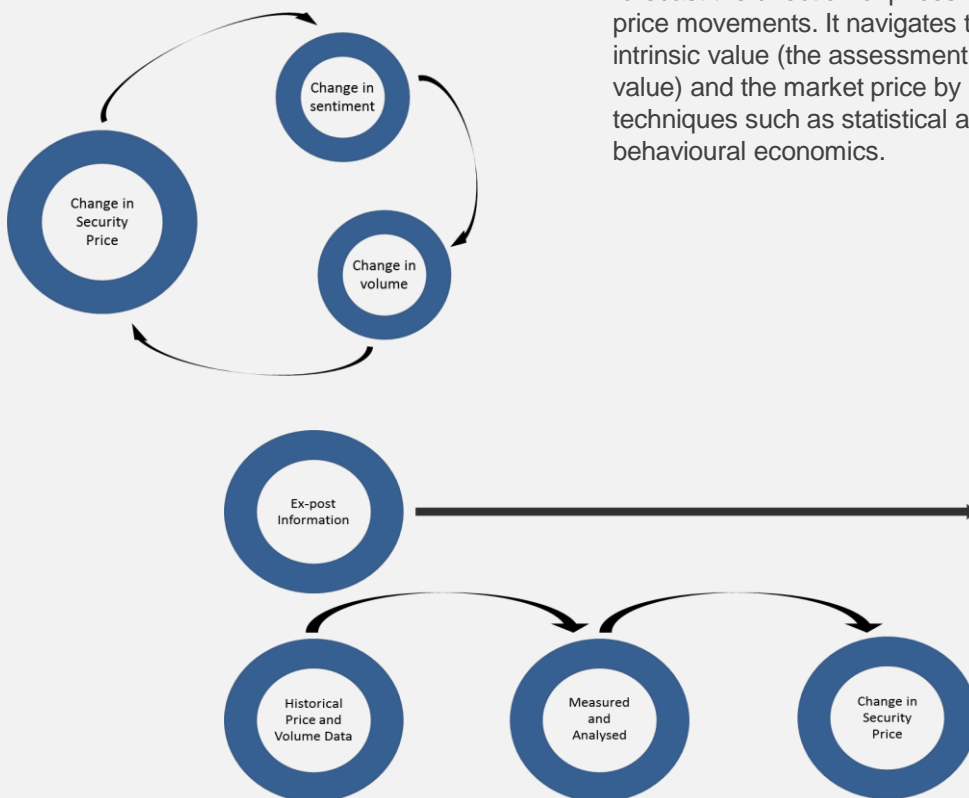 price movements. It navigates t
intrinsic value (the assessment
value) and the market price by
techniques such as statistical a
behavioural economics.
Change in
sentiment
Change in
Security
Price
Change in
volume
Ex-post
Information
Historical
Price and
Volume Data
Measured
and
Analysed
Change in
Security
Price